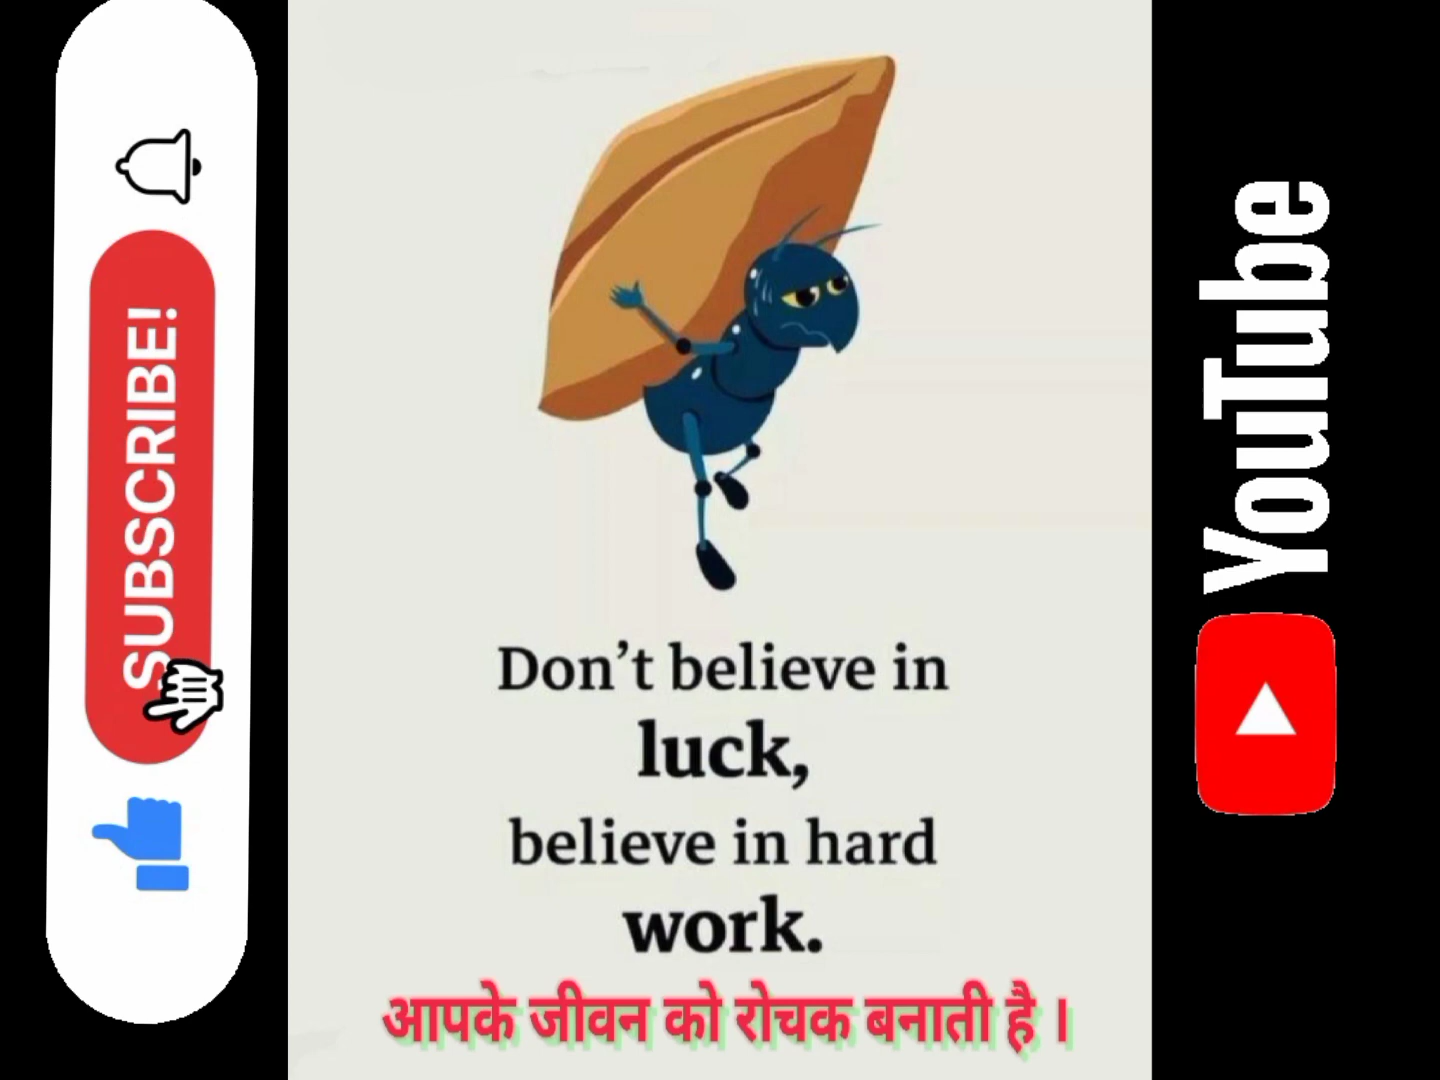 SUBSCRIBE!
Don’t believe in
luck,
believe in hard
work.
आपके जीवन को रोचक बनाती है ।
YouTube